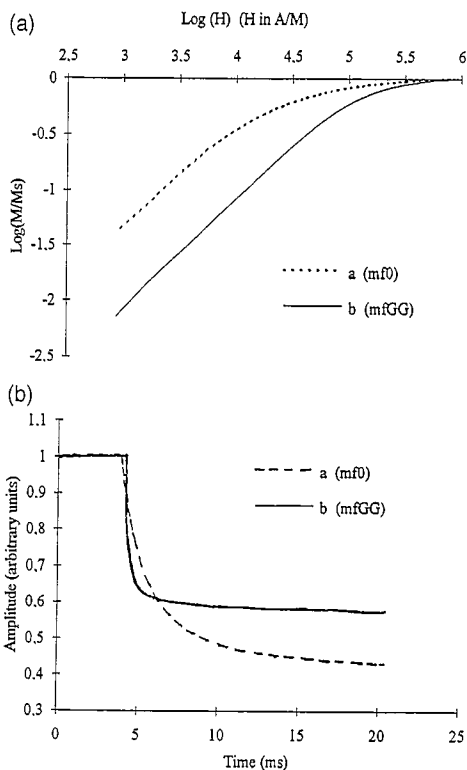 (a)
Log (H) (H in A/M)
2.5 3 3.5 4 4.5 5 5.5 6
0
-0.5
-1
-1.5
-2
-2.5
Log(M/Ms)
a (mf0)
b (mfGG)
(b)
1.1
1
0.9
0.8
0.7
0.6
0.5
0.4
0.3
Amplitude (arbitrary units)
a (mf0)
b (mfGG)
0 5 10 15 20 25
Time (ms)